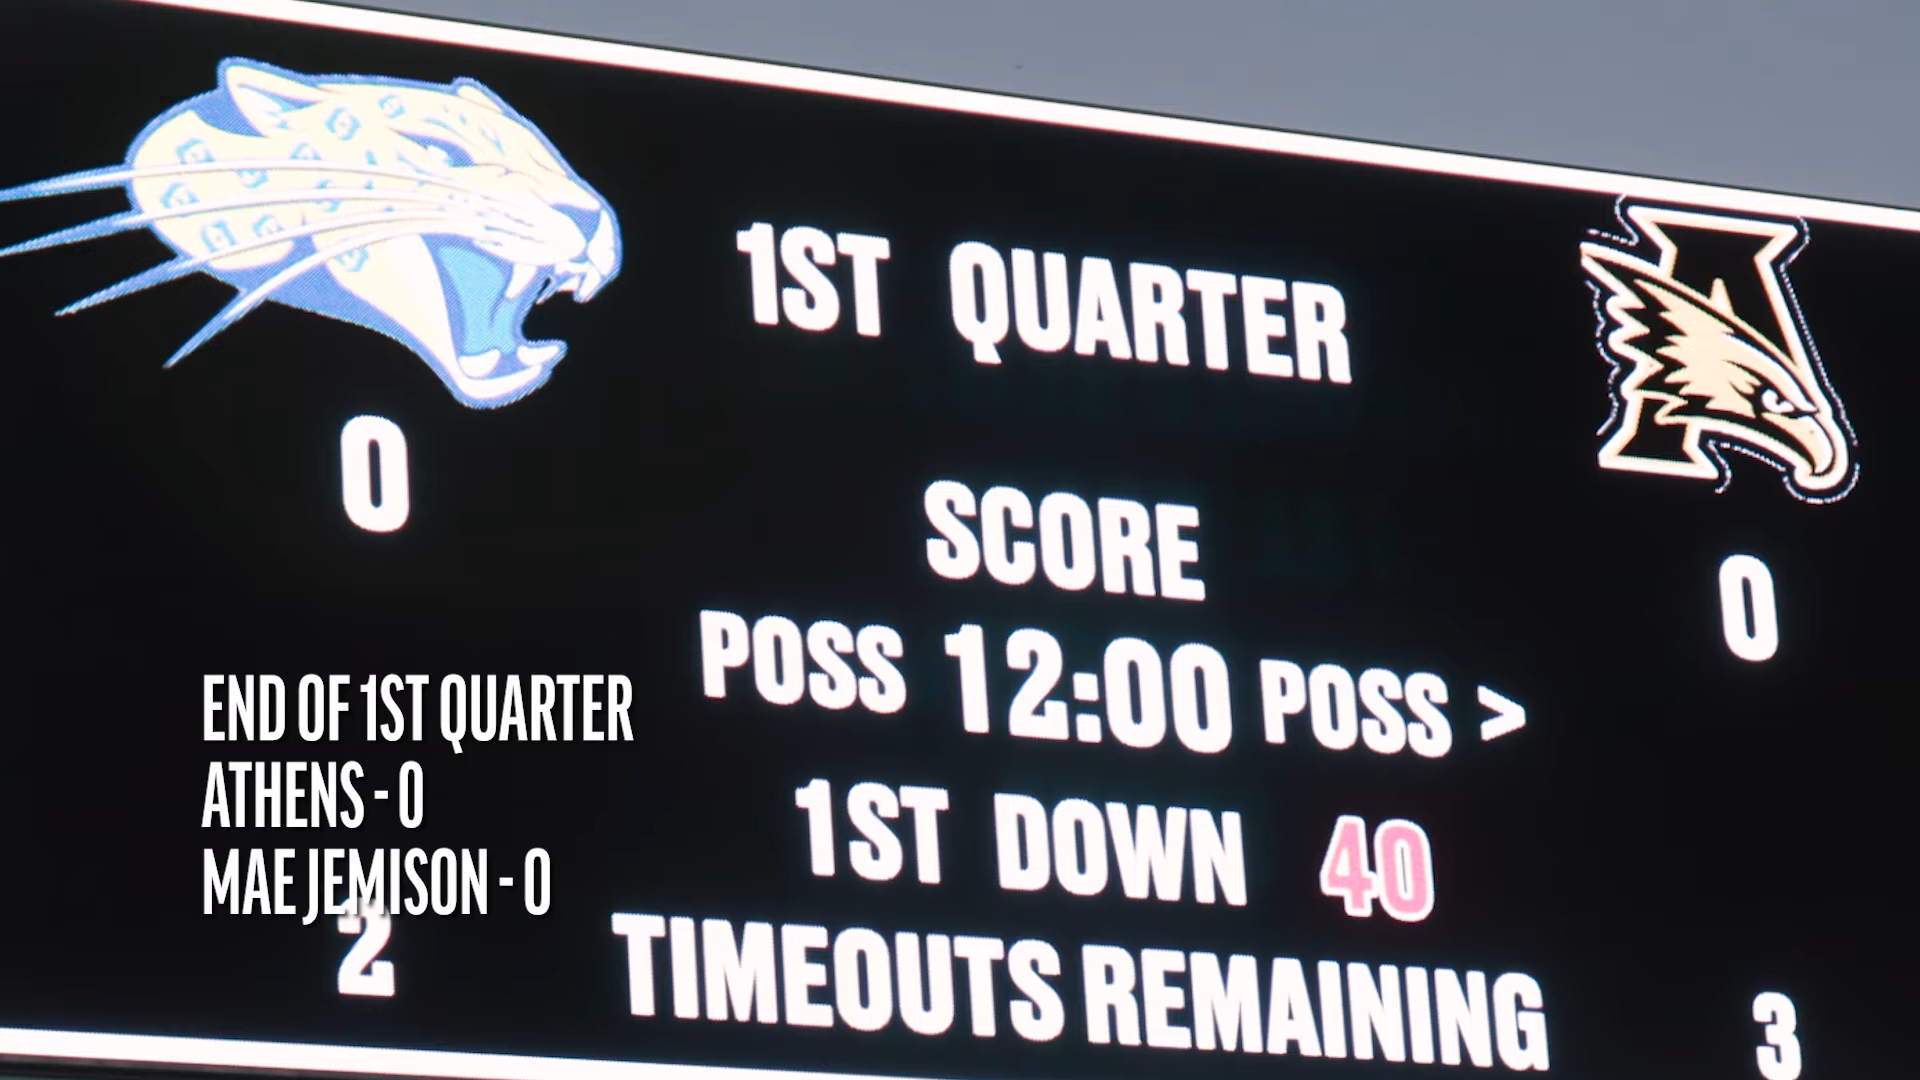 1ST QUARTER
0
SCORE
0
POSS 12:00 POSS >
1ST DOWN 40
2
TIMEOUTS REMAINING
3
END OF 1ST QUARTER
ATHENS - 0
MAE JEMISON - 0